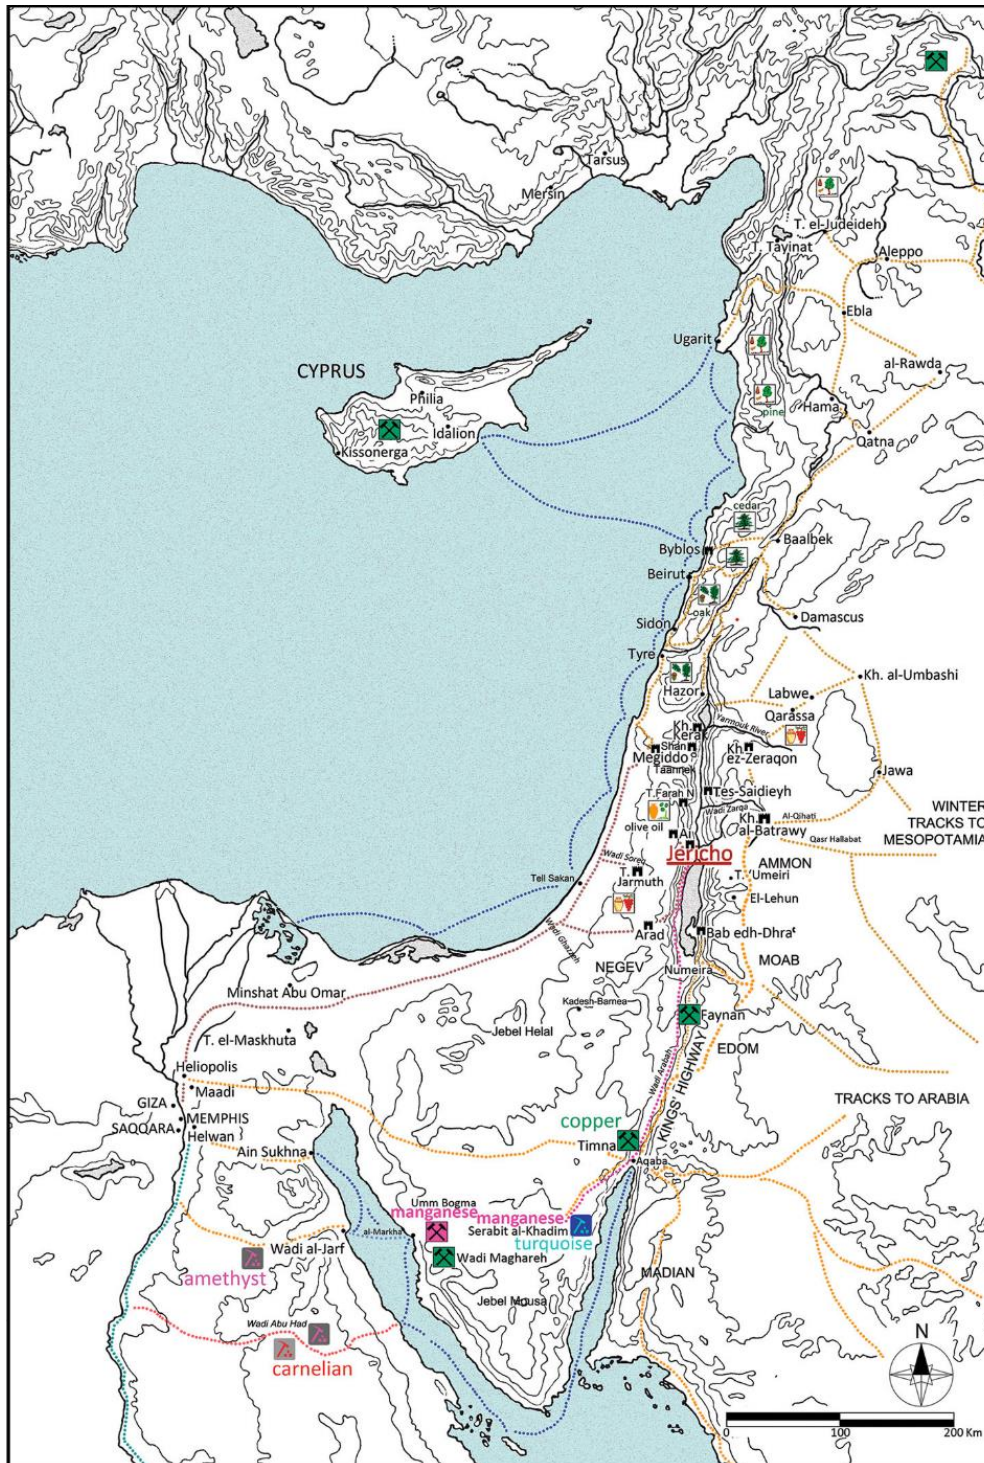 Tarsus
Mersin
T. el-Judeideh
T. Tayinat
Aleppo
Ebla
Ugarit
al-Rawda
CYPRUS
Philia
pine
Hama
Idalion
Qatna
Kissonerga
cedar
Baalbek
Byblos
Beirut
oak
Damascus
Sidon
Tyre
Kh. al-Umbashi
Hazor
Labwe
Qarassa
Yarmouk River
Kh.
Kerak
Shan
Megiddo
Kh.
ez-Zeraqon
Taannek
Jawa
T.es-Saidieyh
T.Farah N
Wadi Zarqa
WINTER
TRACKS TO
MESOPOTAMIA
olive oil
Kh.
al-Batrawy
Al-Qihati
Qasr Hallabat
Ai
Jericho
Wadi Soreq
AMMON
T.
Jarmuth
T. 'Umeiri
Tell Sakan
El-Lehun
Arad
Bab edh-Dhraʿ
Wadi Ghazzeh
NEGEV
Numeira
MOAB
Minshat Abu Omar
Kadesh-Barnea
Faynan
Jebel Helal
T. el-Maskhuta
EDOM
Heliopolis
Wadi Arabah
KINGS' HIGHWAY
Maadi
GIZA
MEMPHIS
SAQQARA
Helwan
TRACKS TO ARABIA
copper
Timna
Ain Sukhna
Aqaba
Umm Bogma
manganese
manganese
al-Markha
Serabit al-Khadim
turquoise
Wadi al-Jarf
Wadi Maghareh
amethyst
MADIAN
Jebel Mousa
Wadi Abu Had
carnelian
N
0
100
200 Km